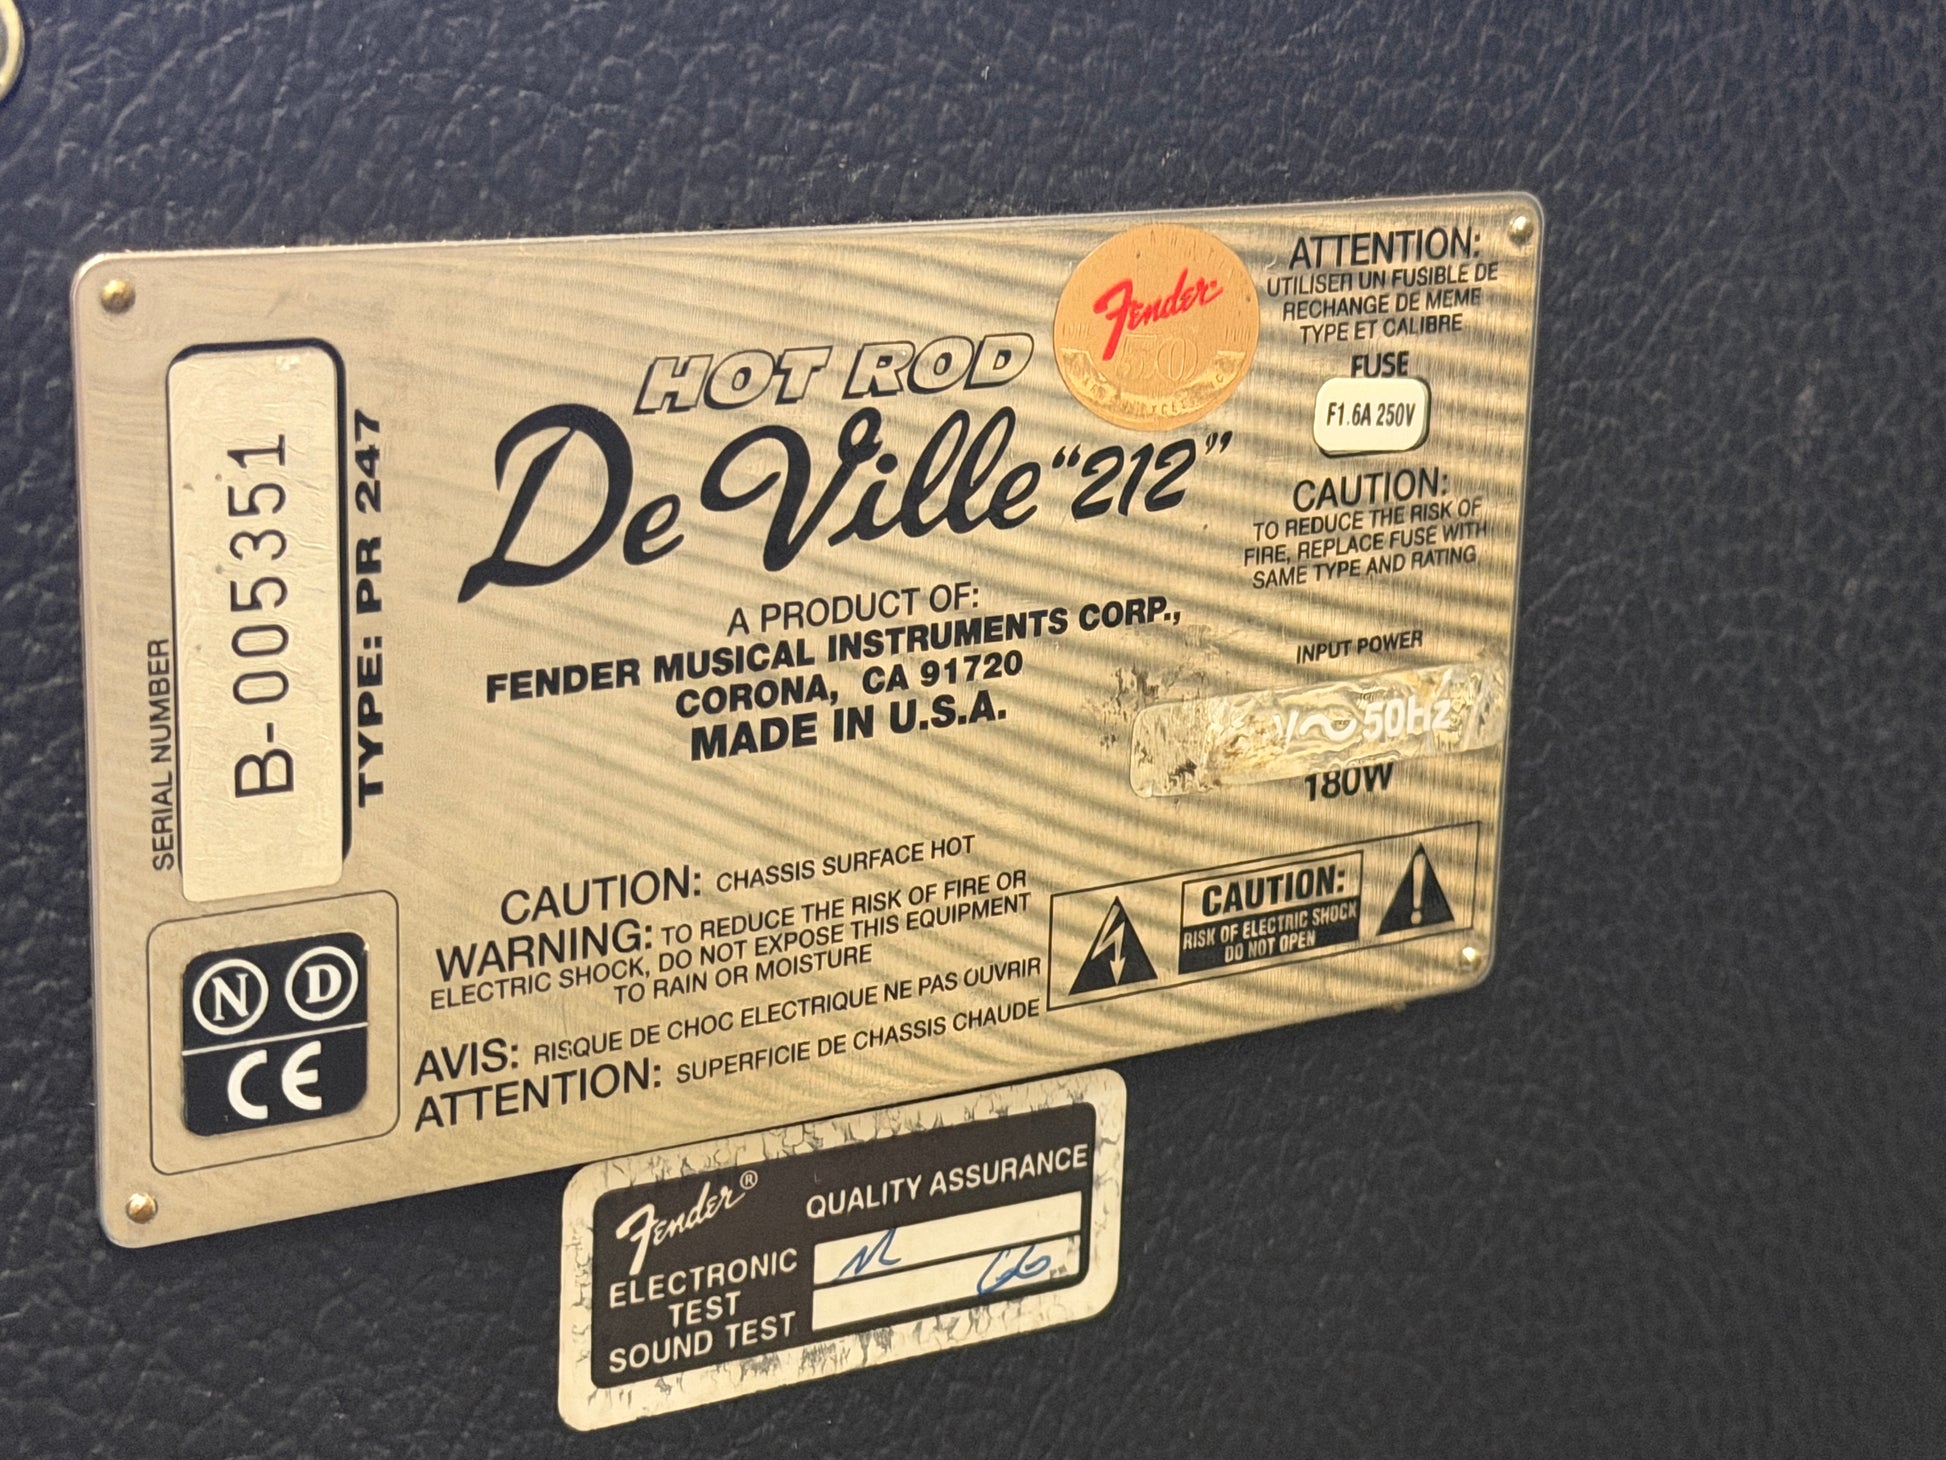 SERIAL NUMBER
B-005351
TYPE: PR 247
HOT ROD
De Ville "212"
Fender
50
A PRODUCT OF:
FENDER MUSICAL INSTRUMENTS CORP.,
CORONA, CA 91720
MADE IN U.S.A.
ATTENTION:
UTILISER UN FUSIBLE DE
RECHANGE DE MEME
TYPE ET CALIBRE
FUSE
F1.6A 250V
CAUTION:
TO REDUCE THE RISK OF
FIRE, REPLACE FUSE WITH
SAME TYPE AND RATING
INPUT POWER
V~50Hz
180W
CAUTION: CHASSIS SURFACE HOT
WARNING: TO REDUCE THE RISK OF FIRE OR
ELECTRIC SHOCK, DO NOT EXPOSE THIS EQUIPMENT
TO RAIN OR MOISTURE
AVIS: RISQUE DE CHOC ELECTRIQUE NE PAS OUVRIR
ATTENTION: SUPERFICIE DE CHASSIS CHAUDE
CAUTION:
RISK OF ELECTRIC SHOCK
DO NOT OPEN
N D
CE
Fender®
QUALITY ASSURANCE
ELECTRONIC
TEST
SOUND TEST